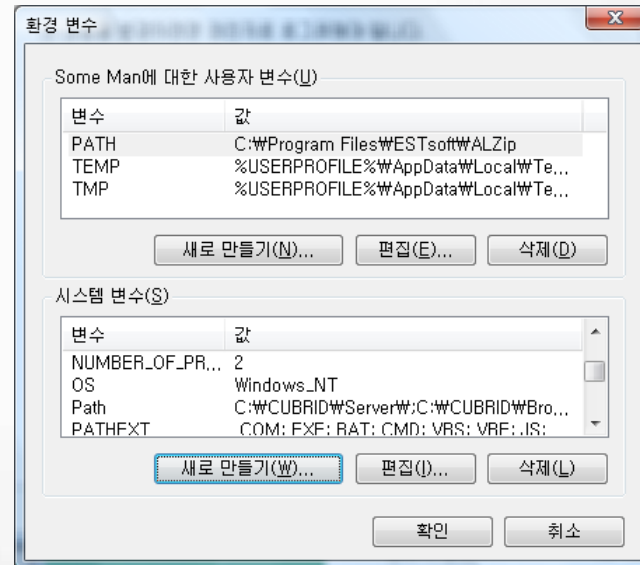 환경 변수
Some Man에 대한 사용자 변수(U)
변수 값
PATH C:₩Program Files₩ESTsoft₩ALZip
TEMP %USERPROFILE%₩AppData₩Local₩Te...
TMP %USERPROFILE%₩AppData₩Local₩Te...
새로 만들기(N)... 편집(E)... 삭제(D)
시스템 변수(S)
변수 값
NUMBER_OF_PR... 2
OS Windows_NT
Path C:₩CUBRID₩Server₩;C:₩CUBRID₩Bro...
PATHEXT .COM;.EXE;.BAT;.CMD;.VBS;.VBE;.JS;
새로 만들기(W)... 편집(I)... 삭제(L)
확인 취소